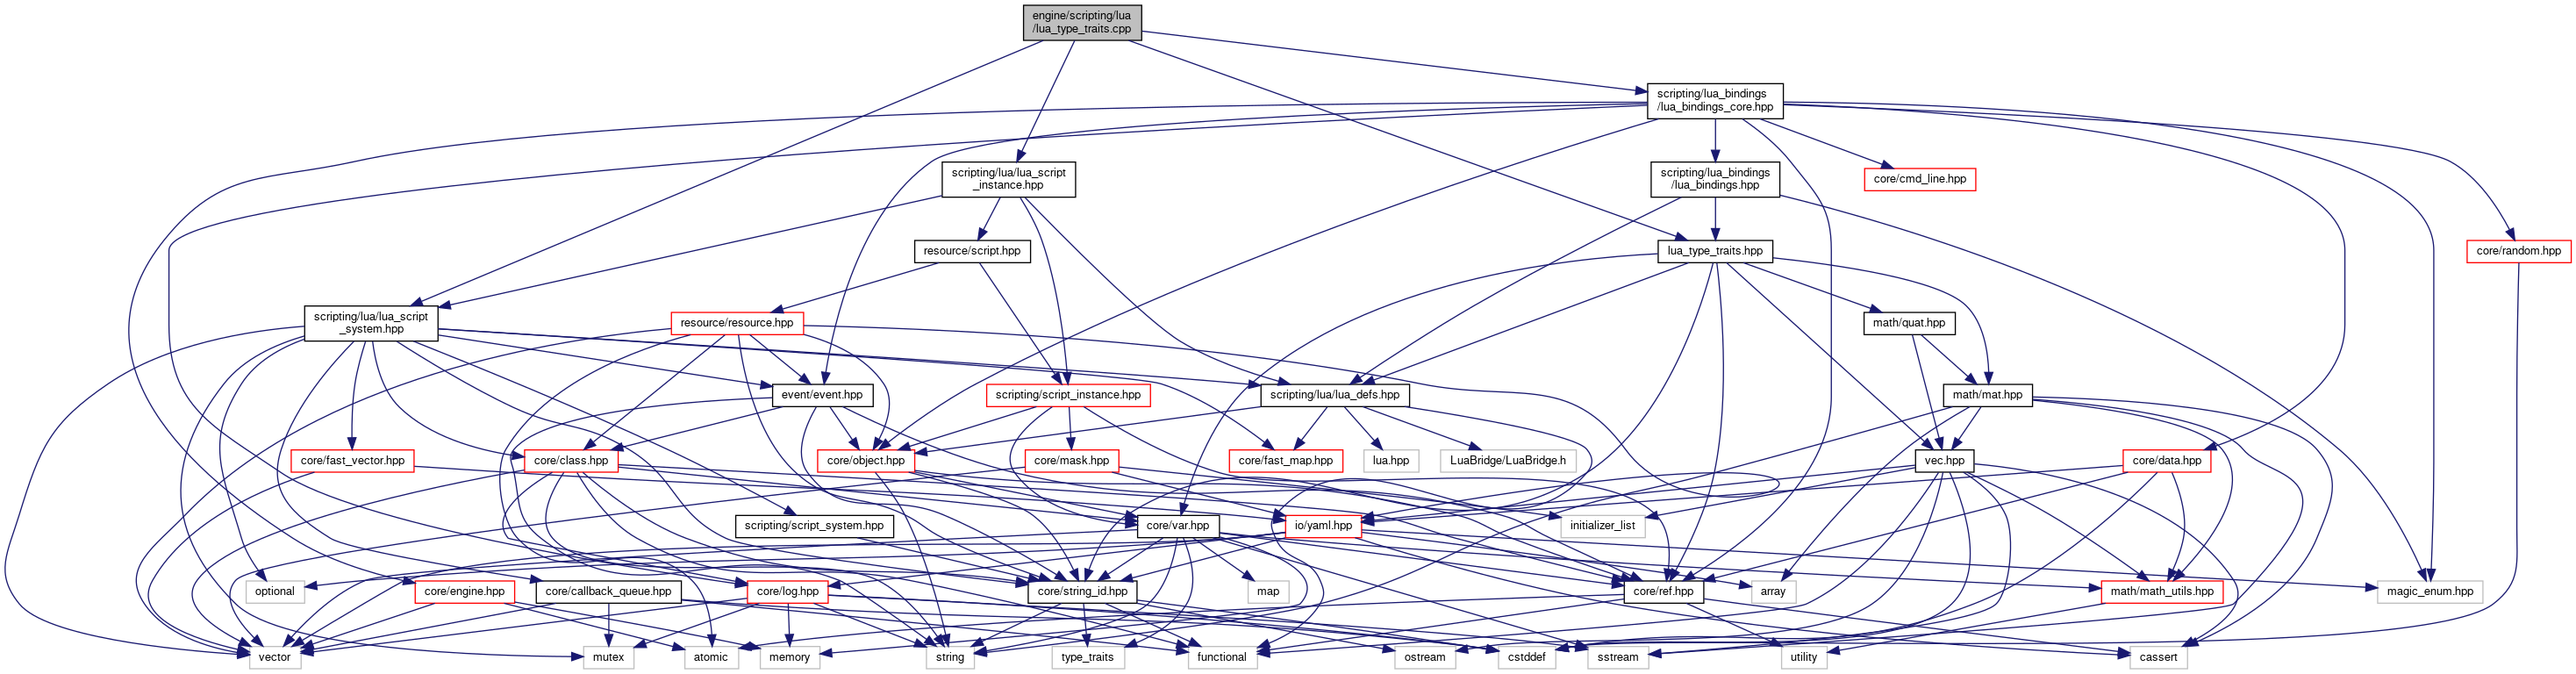 engine/scripting/lua
/lua_type_traits.cpp
scripting/lua_bindings
/lua_bindings_core.hpp
scripting/lua/lua_script
_instance.hpp
scripting/lua_bindings
/lua_bindings.hpp
core/cmd_line.hpp
resource/script.hpp
lua_type_traits.hpp
core/random.hpp
scripting/lua/lua_script
_system.hpp
resource/resource.hpp
math/quat.hpp
event/event.hpp
scripting/script_instance.hpp
scripting/lua/lua_defs.hpp
math/mat.hpp
core/fast_vector.hpp
core/class.hpp
core/object.hpp
core/mask.hpp
core/fast_map.hpp
lua.hpp
LuaBridge/LuaBridge.h
vec.hpp
core/data.hpp
scripting/script_system.hpp
core/var.hpp
io/yaml.hpp
initializer_list
optional
core/engine.hpp
core/callback_queue.hpp
core/log.hpp
core/string_id.hpp
map
core/ref.hpp
array
math/math_utils.hpp
magic_enum.hpp
vector
mutex
atomic
memory
string
type_traits
functional
ostream
cstddef
sstream
utility
cassert